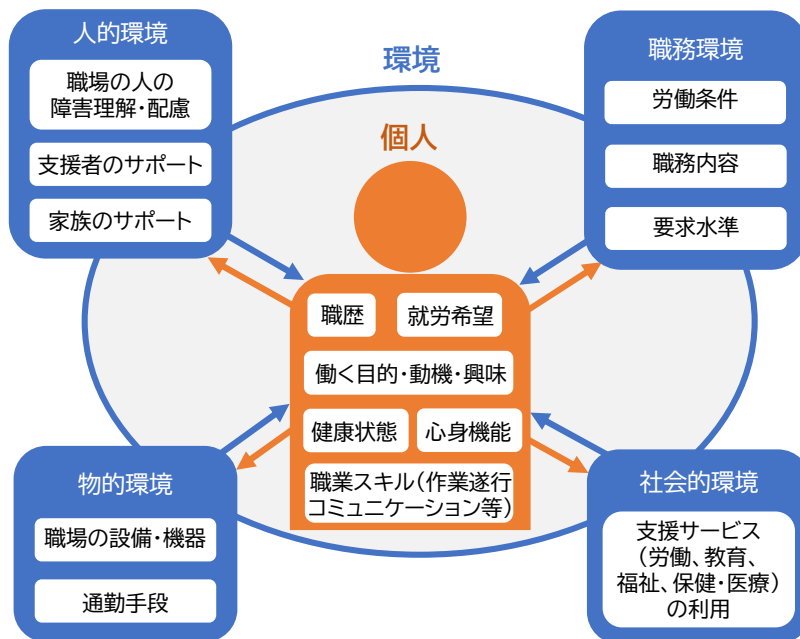 人的環境
職場の人の
障害理解・配慮
支援者のサポート
家族のサポート
環境
職務環境
労働条件
職務内容
要求水準
個人
職歴
就労希望
働く目的・動機・興味
健康状態
心身機能
職業スキル(作業遂行
コミュニケーション等)
物的環境
職場の設備・機器
通勤手段
社会的環境
支援サービス
(労働、教育、
福祉、保健・医療)
の利用